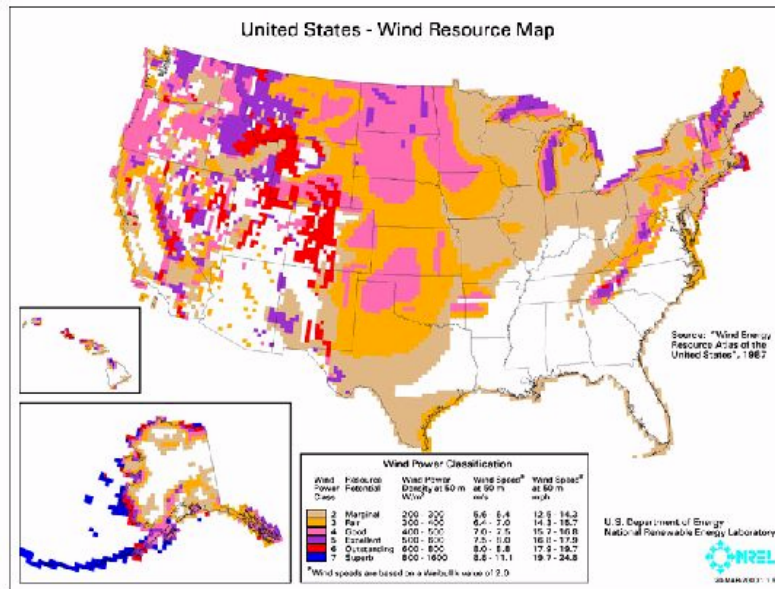 United States - Wind Resource Map
Source: "Wind Energy
Resource Atlas of the
United States", 1987
Wind Power Classification
Wind Power Class Resource Potential Wind Power Density at 50 m W/m² Wind Speedª at 50 m m/s Wind Speedª at 50 m mph
2 Marginal 200 - 300 5.6 - 6.4 12.5 - 14.3
3 Fair 300 - 400 6.4 - 7.0 14.3 - 15.7
4 Good 400 - 500 7.0 - 7.5 15.7 - 16.8
5 Excellent 500 - 600 7.5 - 8.0 16.8 - 17.9
6 Outstanding 600 - 800 8.0 - 8.8 17.9 - 19.7
7 Superb 800 - 1600 8.8 - 11.1 19.7 - 24.8
ªWind speeds are based on a Weibull k value of 2.0
U.S. Department of Energy
National Renewable Energy Laboratory
NREL